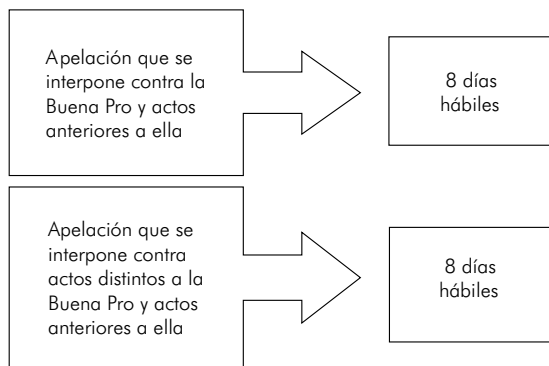 Apelación que se
interpone contra la
Buena Pro y actos
anteriores a ella
8 días
hábiles
Apelación que se
interpone contra
actos distintos a la
Buena Pro y actos
anteriores a ella
8 días
hábiles